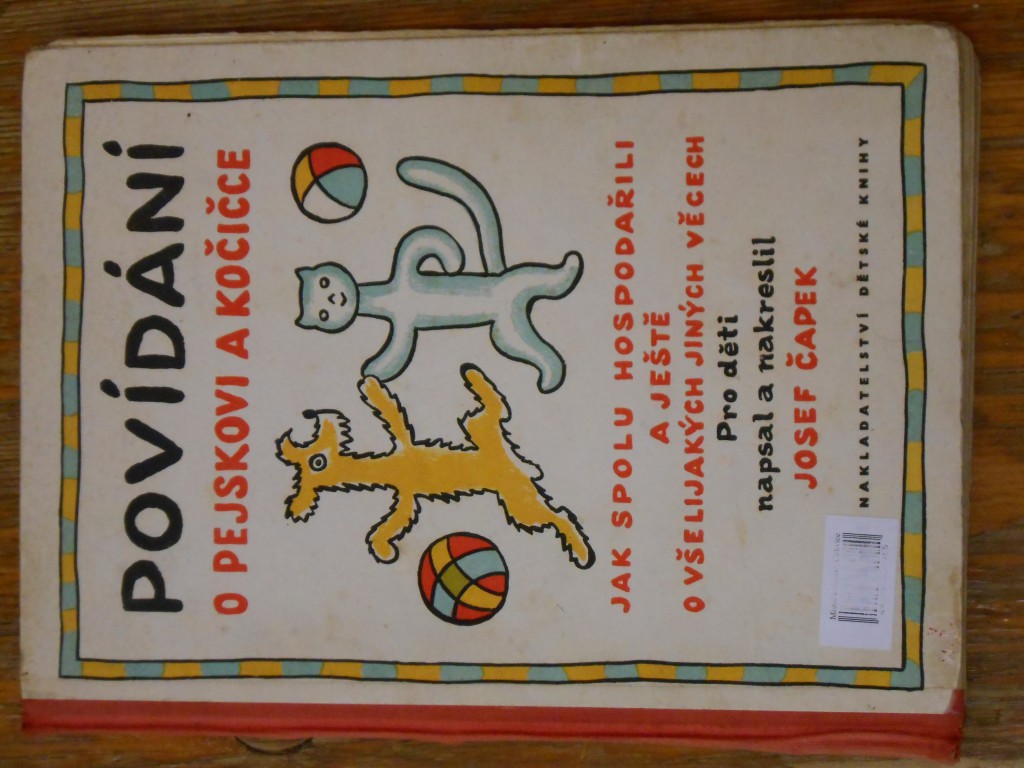 POVÍDÁNÍ
O PEJSKOVI A KOČIČCE
JAK SPOLU HOSPODAŘILI
A JEŠTĚ
O VŠELIJAKÝCH JINÝCH VĚCECH
Pro děti
napsal a nakreslil
JOSEF ČAPEK
NAKLADATELSTVÍ DĚTSKÉ KNIHY